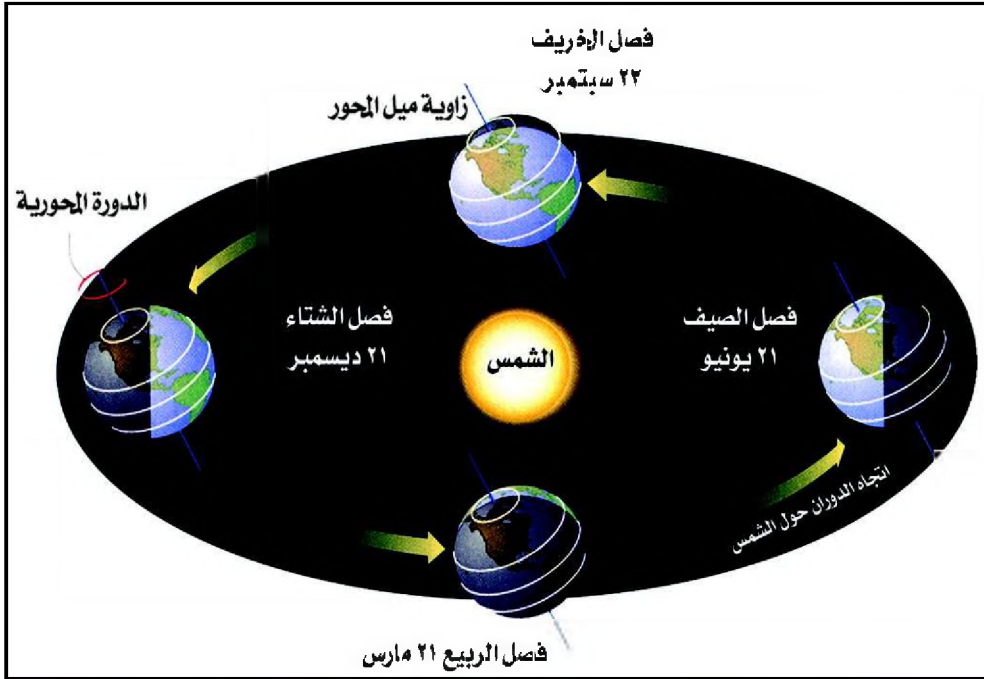 فصل الخريف
٢٢ سبتمبر
زاوية ميل المحور
الدورة المحورية
فصل الشتاء
٢١ ديسمبر
الشمس
فصل الصيف
٢١ يونيو
اتجاه الدوران حول الشمس
فصل الربيع ٢١ مارس